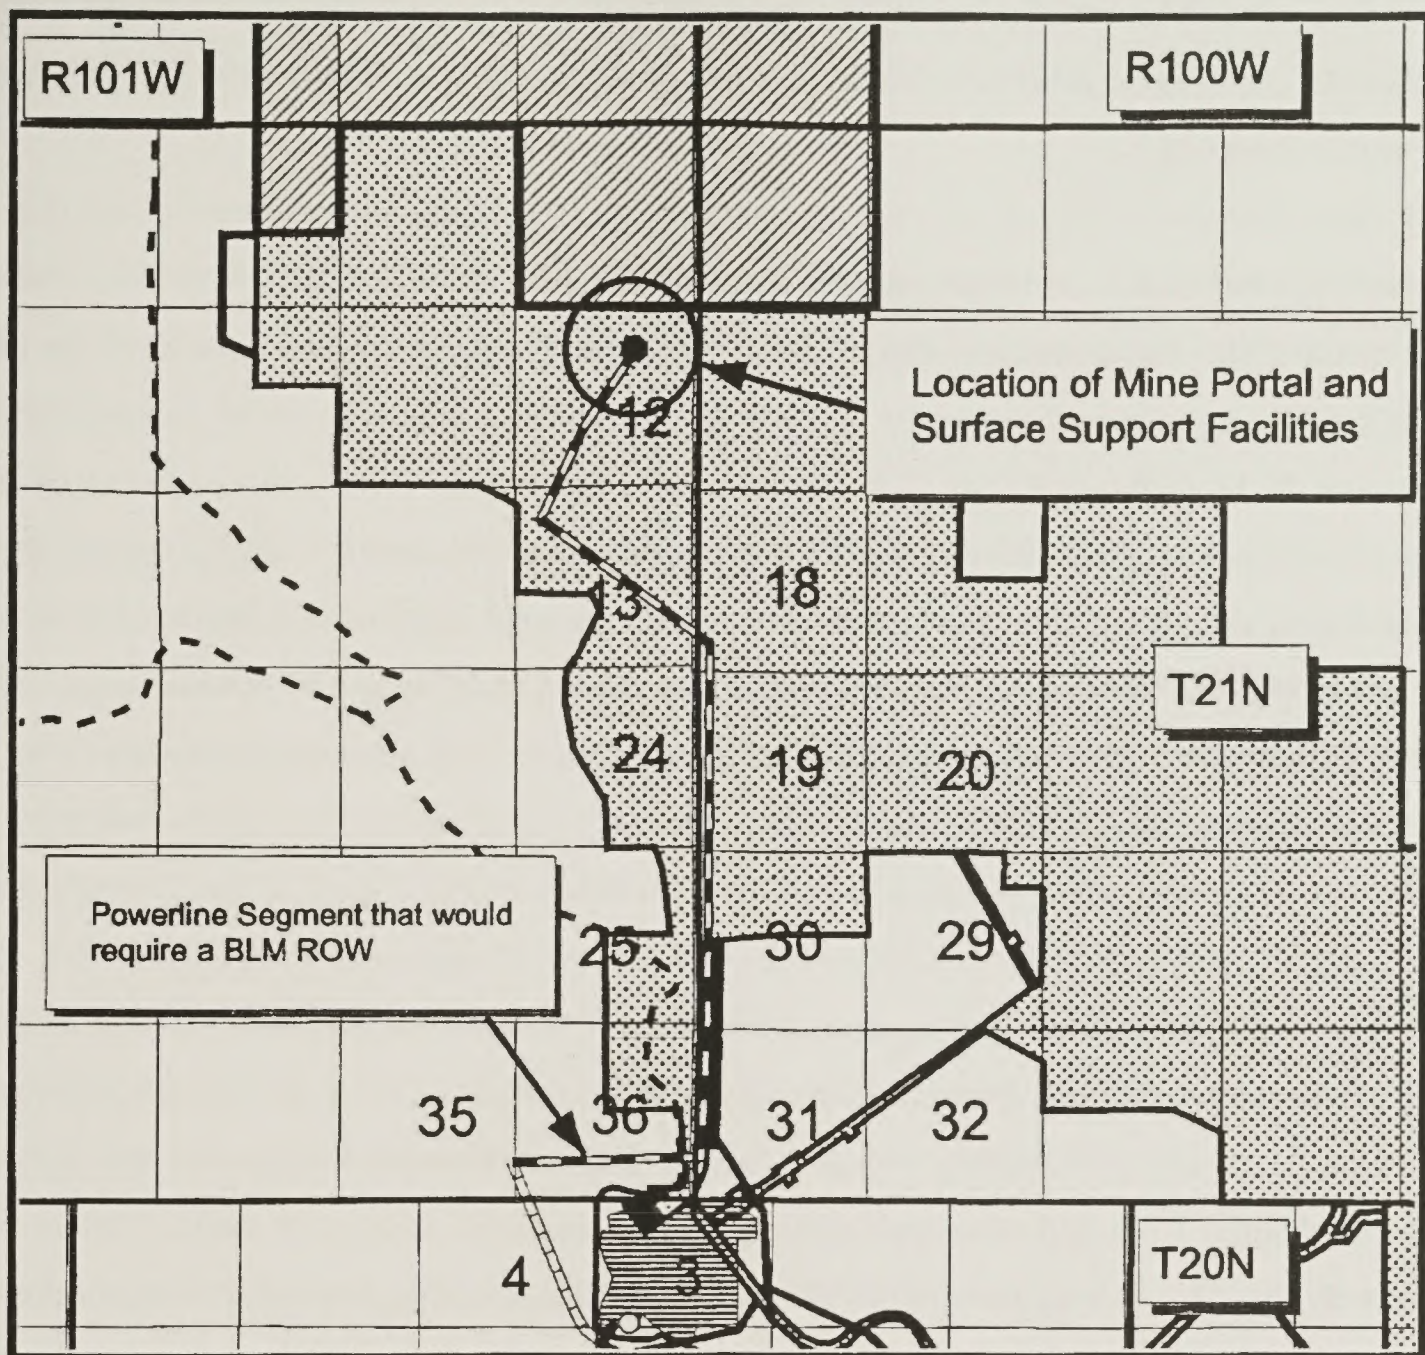 R101W
R100W
Location of Mine Portal and
Surface Support Facilities
12
13
18
T21N
24
19
20
Powerline Segment that would
require a BLM ROW
25
30
29
35
36
31
32
4
3
T20N